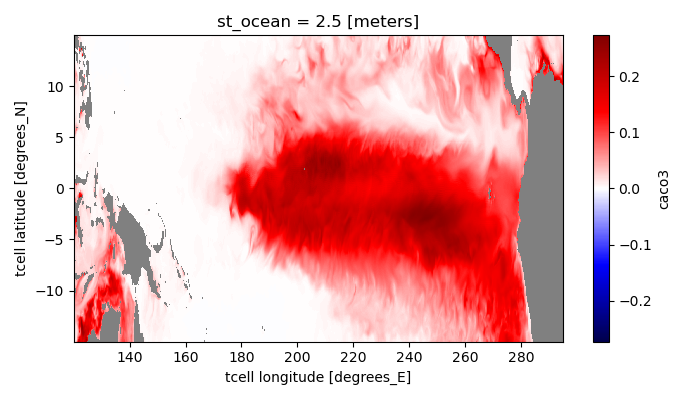 st_ocean = 2.5 [meters]
10
5
0
−5
−10
tcell latitude [degrees_N]
140 160 180 200 220 240 260 280
tcell longitude [degrees_E]
0.2
0.1
0.0
−0.1
−0.2
caco3